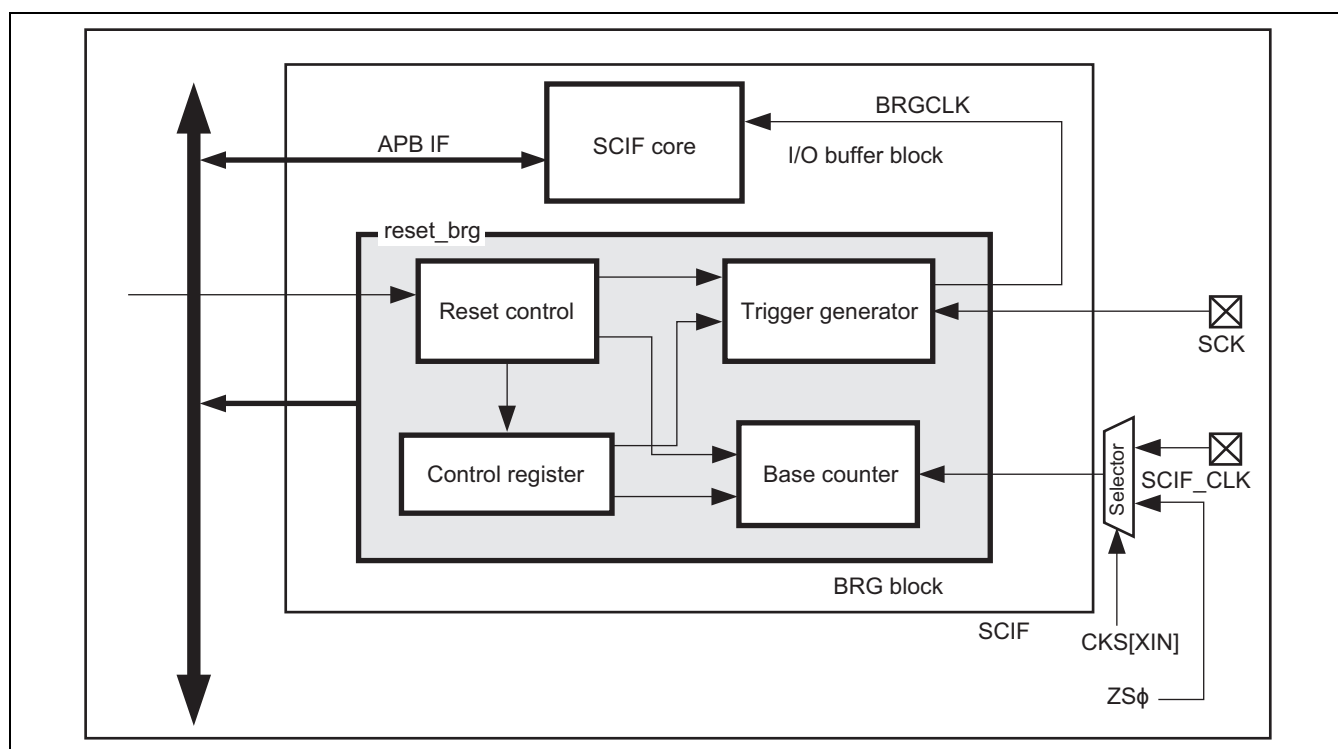 BRGCLK
APB IF
SCIF core
I/O buffer block
reset_brg
Reset control
Trigger generator
SCK
Control register
Base counter
Selector
SCIF_CLK
BRG block
SCIF
CKS[XIN]
ZSϕ